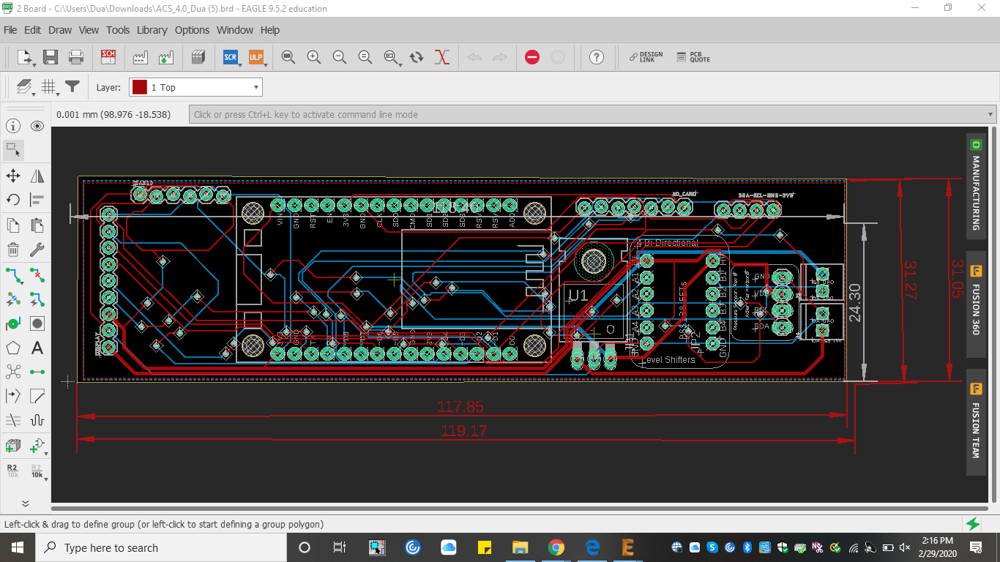 2 Board - C:\Users\Dua\Downloads\ACS_4.0_Dua (5).brd - EAGLE 9.5.2 education
File Edit Draw View Tools Library Options Window Help
SCH
BRD
SCR
ULP
DESIGN
LINK
PCB
QUOTE
Layer:
1 Top
0.001 mm (98.976 -18.538)
Click or press Ctrl+L key to activate command line mode
MANUFACTURING
FUSION 360
FUSION TEAM
VIN
GND
RST
EN
3V3
GND
CLK
SD0
CMD
SD1
SD2
SD3
RSV
RSV
AD0
Bi-Directional
U1
O
JP2
GND
Level Shifters
DISPLAY
24.30
31.27
31.05
117.85
119.17
R2
10k
R2
10k
Left-click & drag to define group (or left-click to start defining a group polygon)
Type here to search
2:16 PM
2/29/2020